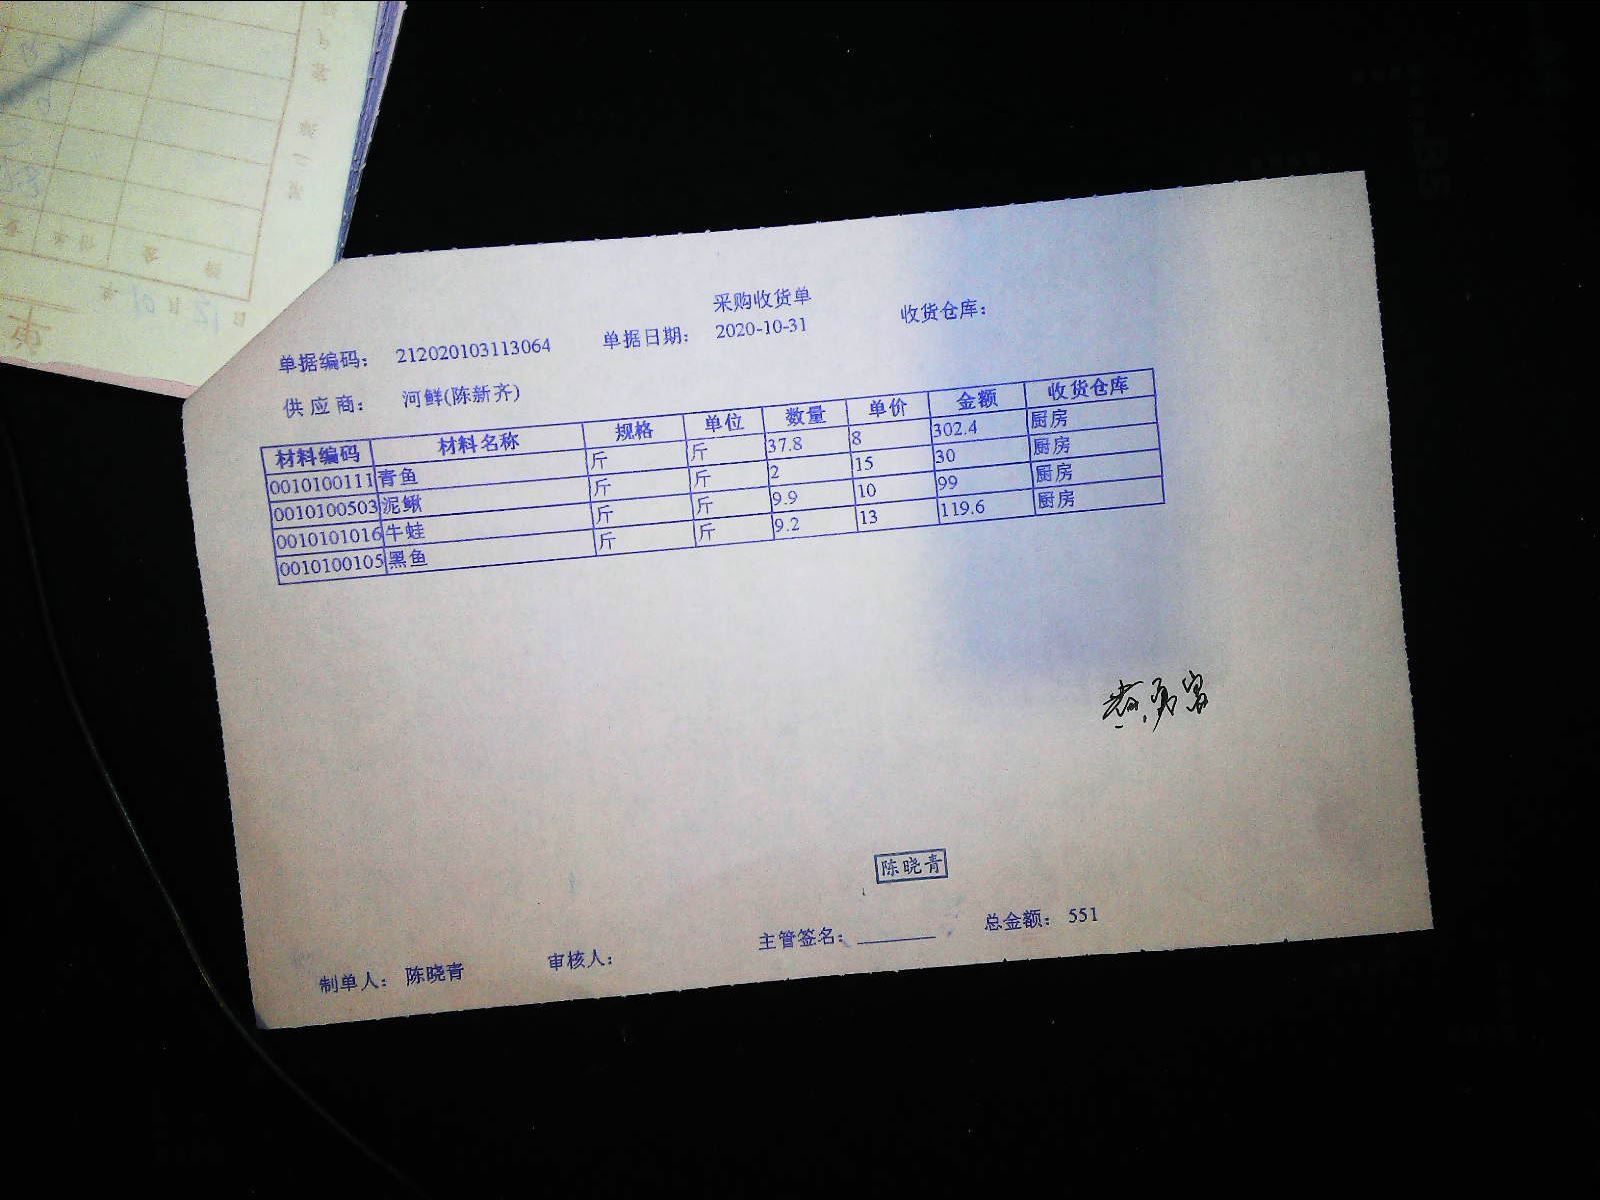 采购收货单
单据编码： 212020103113064 单据日期： 2020-10-31 收货仓库：
供应商： 河鲜(陈新齐)
材料编码 材料名称 规格 单位 数量 单价 金额 收货仓库
0010100111 青鱼 斤 斤 37.8 8 302.4 厨房
0010100503 泥鳅 斤 斤 2 15 30 厨房
0010101016 牛蛙 斤 斤 9.9 10 99 厨房
0010100105 黑鱼 斤 斤 9.2 13 119.6 厨房
陈晓青
制单人： 陈晓青 审核人： 主管签名： 总金额： 551